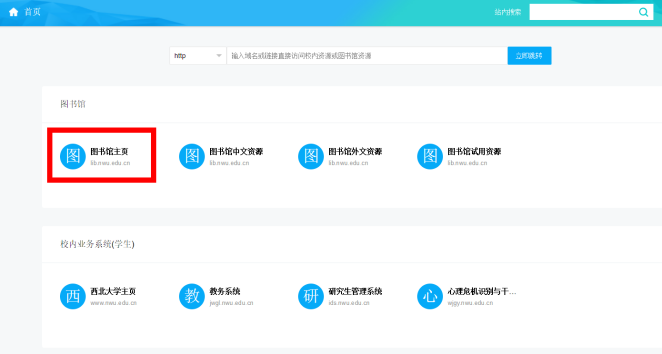 首页
站内搜索
http
输入域名或链接直接访问校内资源或图书馆资源
立即跳转
图书馆
图
图书馆主页
lib.nwu.edu.cn
图
图书馆中文资源
lib.nwu.edu.cn
图
图书馆外文资源
lib.nwu.edu.cn
图
图书馆试用资源
lib.nwu.edu.cn
校内业务系统(学生)
西
西北大学主页
www.nwu.edu.cn
教
教务系统
jwgl.nwu.edu.cn
研
研究生管理系统
ids.nwu.edu.cn
心
心理危机识别与干...
wjgy.nwu.edu.cn